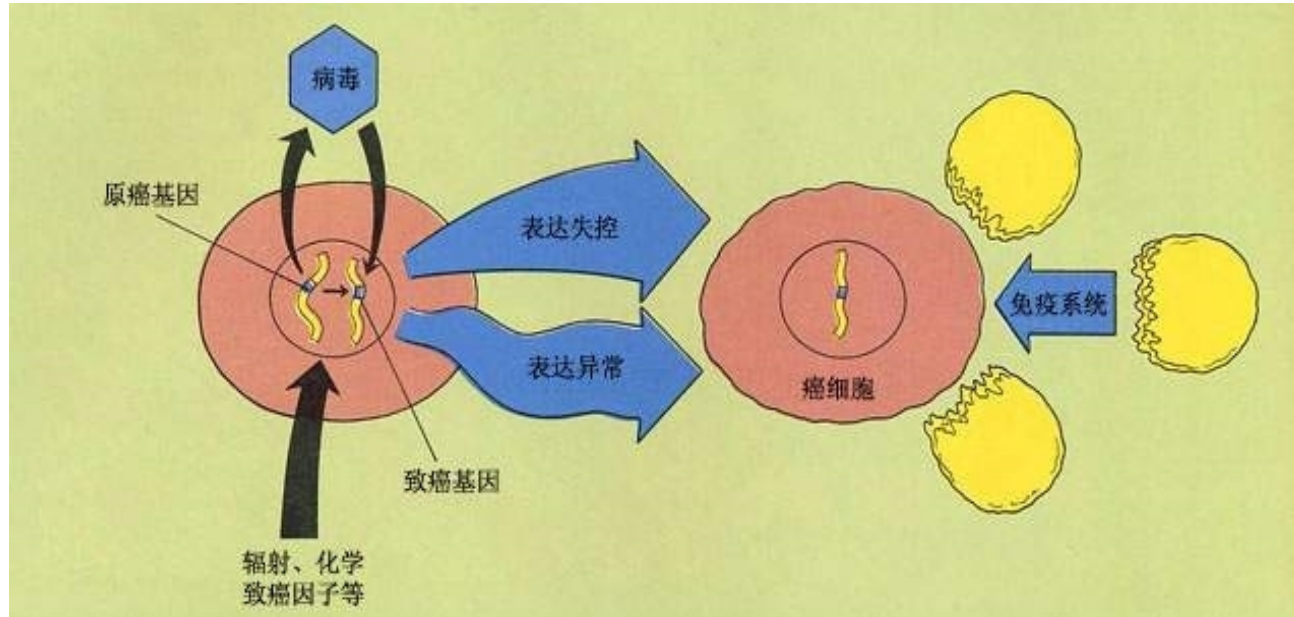 病毒
原癌基因
表达失控
免疫系统
表达异常
癌细胞
致癌基因
辐射、化学
致癌因子等